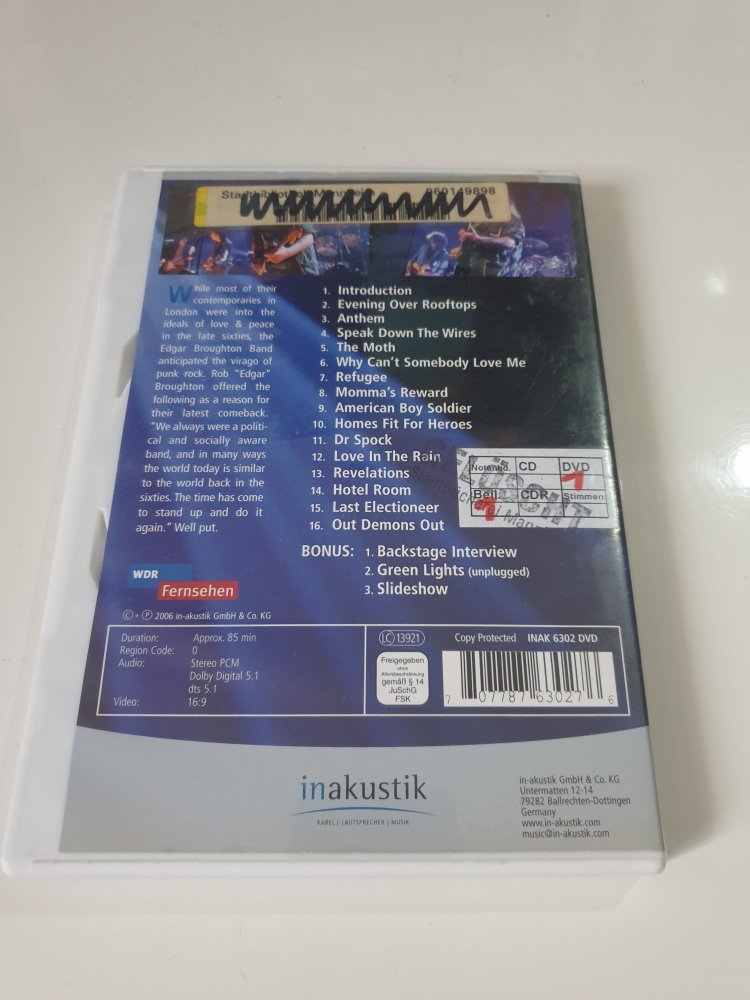 Stadtbibliothek Mannheim 960149898
While most of their
contemporaries in
London were into the
ideals of love & peace
in the late sixties, the
Edgar Broughton Band
anticipated the virago of
punk rock. Rob "Edgar"
Broughton offered the
following as a reason for
their latest comeback.
"We always were a politi-
cal and socially aware
band, and in many ways
the world today is similar
to the world back in the
sixties. The time has come
to stand up and do it
again." Well put.
1. Introduction
2. Evening Over Rooftops
3. Anthem
4. Speak Down The Wires
5. The Moth
6. Why Can't Somebody Love Me
7. Refugee
8. Momma's Reward
9. American Boy Soldier
10. Homes Fit For Heroes
11. Dr Spock
12. Love In The Rain
13. Revelations
14. Hotel Room
15. Last Electioneer
16. Out Demons Out
Notenbd. CD DVD
1
Beil. CDR Stimmen
1
BONUS: 1. Backstage Interview
2. Green Lights (unplugged)
3. Slideshow
WDR
Fernsehen
© + ℗ 2006 in-akustik GmbH & Co. KG
Duration: Approx. 85 min
Region Code: 0
Audio: Stereo PCM
Dolby Digital 5.1
dts 5.1
Video: 16:9
LC 13921
Copy Protected INAK 6302 DVD
Freigegeben
ohne
Altersbeschränkung
gemäß § 14
JuSchG
FSK
7 07787 63027 6
inakustik
KABEL | LAUTSPRECHER | MUSIK
in-akustik GmbH & Co. KG
Untermatten 12-14
79282 Ballrechten-Dottingen
Germany
www.in-akustik.com
music@in-akustik.com